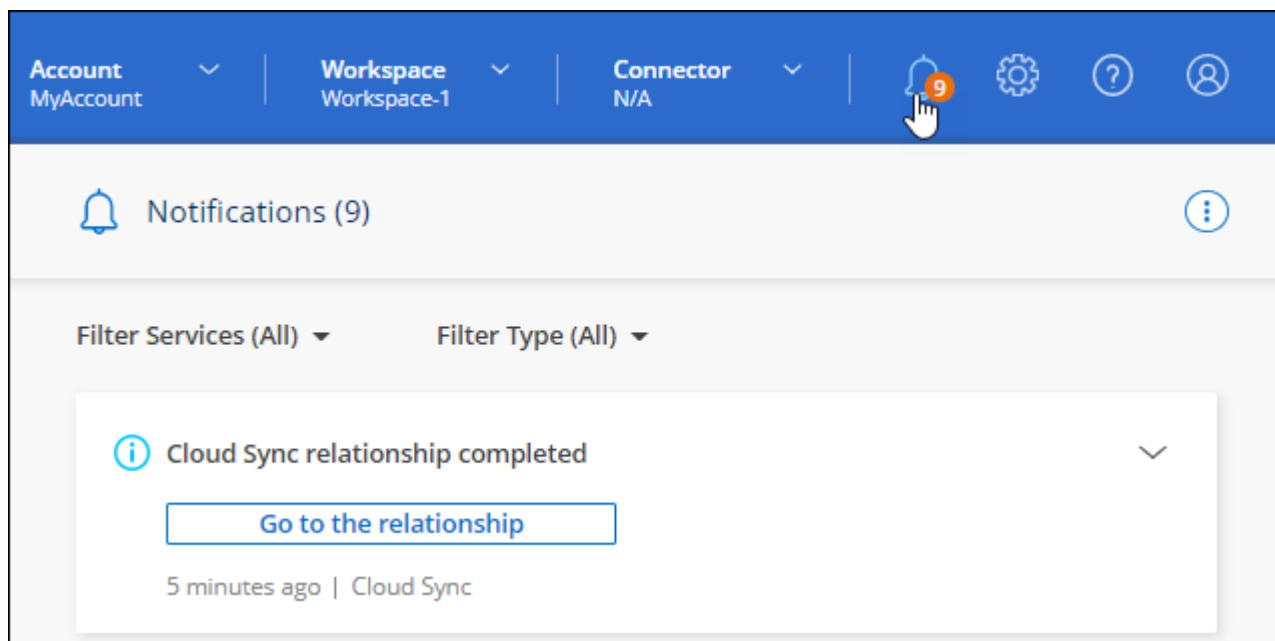 Account Workspace Connector
MyAccount Workspace-1 N/A 9
Notifications (9)
Filter Services (All) Filter Type (All)
Cloud Sync relationship completed
Go to the relationship
5 minutes ago | Cloud Sync